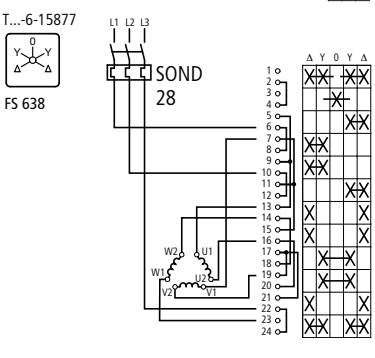 T...-6-15877
0
Y Y
Δ Δ
FS 638
L1 L2 L3
SOND
28
Δ Y 0 Y Δ
1
2
3
4
5
6
7
8
9
10
11
12
13
14
15
16
17
18
19
20
21
22
23
24
W2 U1
W1 U2
V2 V1